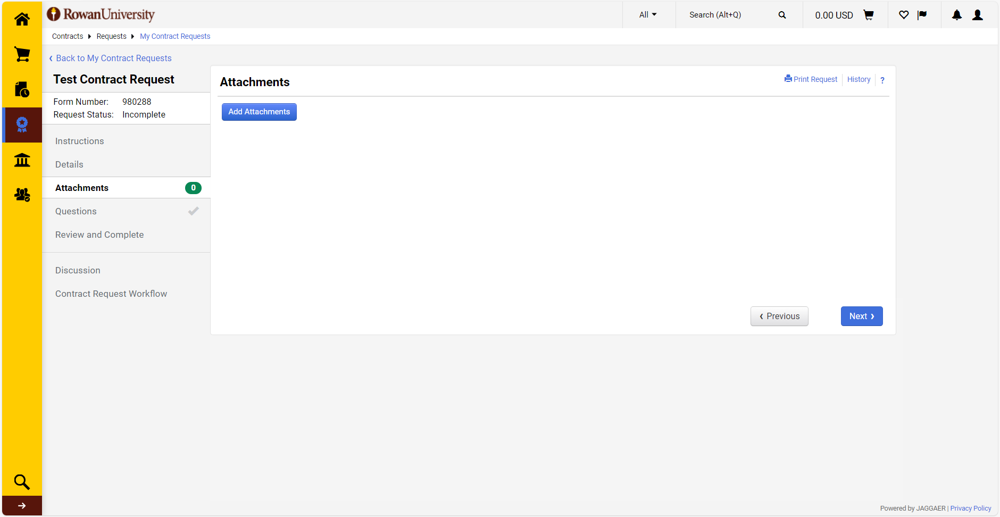 RowanUniversity
All
Search (Alt+Q)
0.00 USD
Contracts Requests My Contract Requests
Back to My Contract Requests
Test Contract Request
Form Number: 980288
Request Status: Incomplete
Instructions
Details
Attachments 0
Questions
Review and Complete
Discussion
Contract Request Workflow
Attachments
Print Request History ?
Add Attachments
Previous
Next
Powered by JAGGAER | Privacy Policy